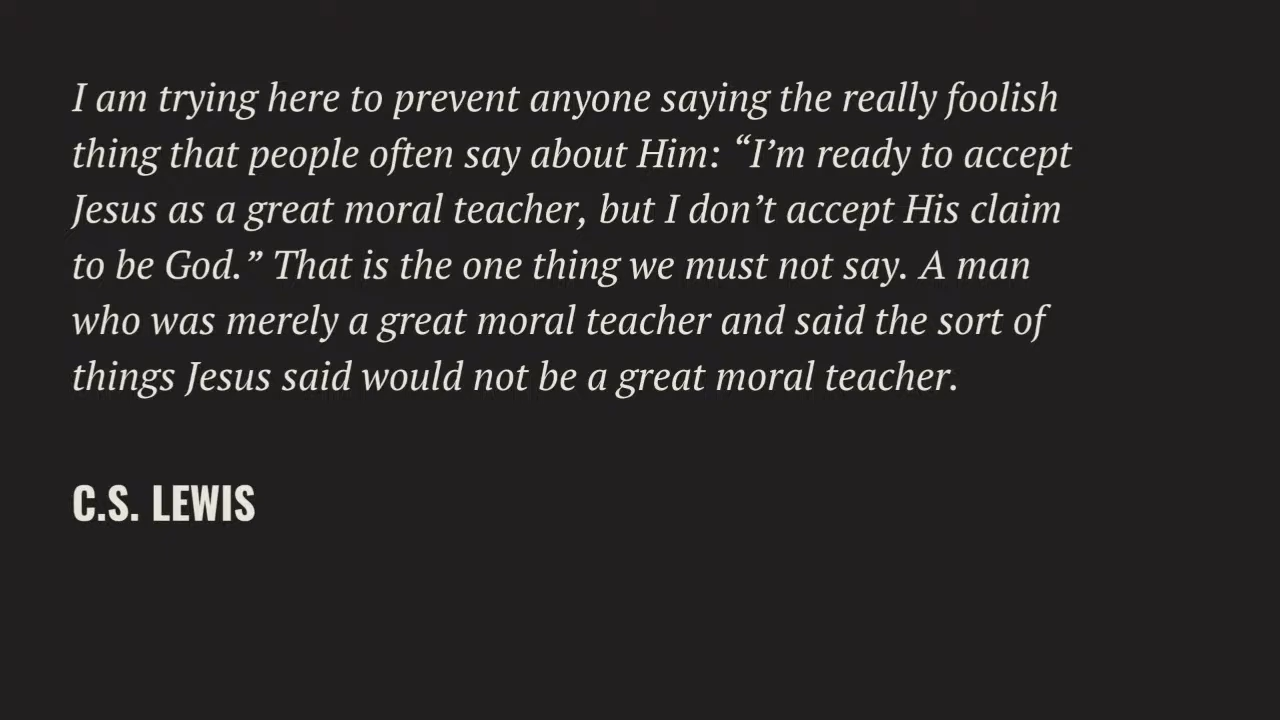 I am trying here to prevent anyone saying the really foolish
thing that people often say about Him: “I’m ready to accept
Jesus as a great moral teacher, but I don’t accept His claim
to be God.” That is the one thing we must not say. A man
who was merely a great moral teacher and said the sort of
things Jesus said would not be a great moral teacher.
C.S. LEWIS